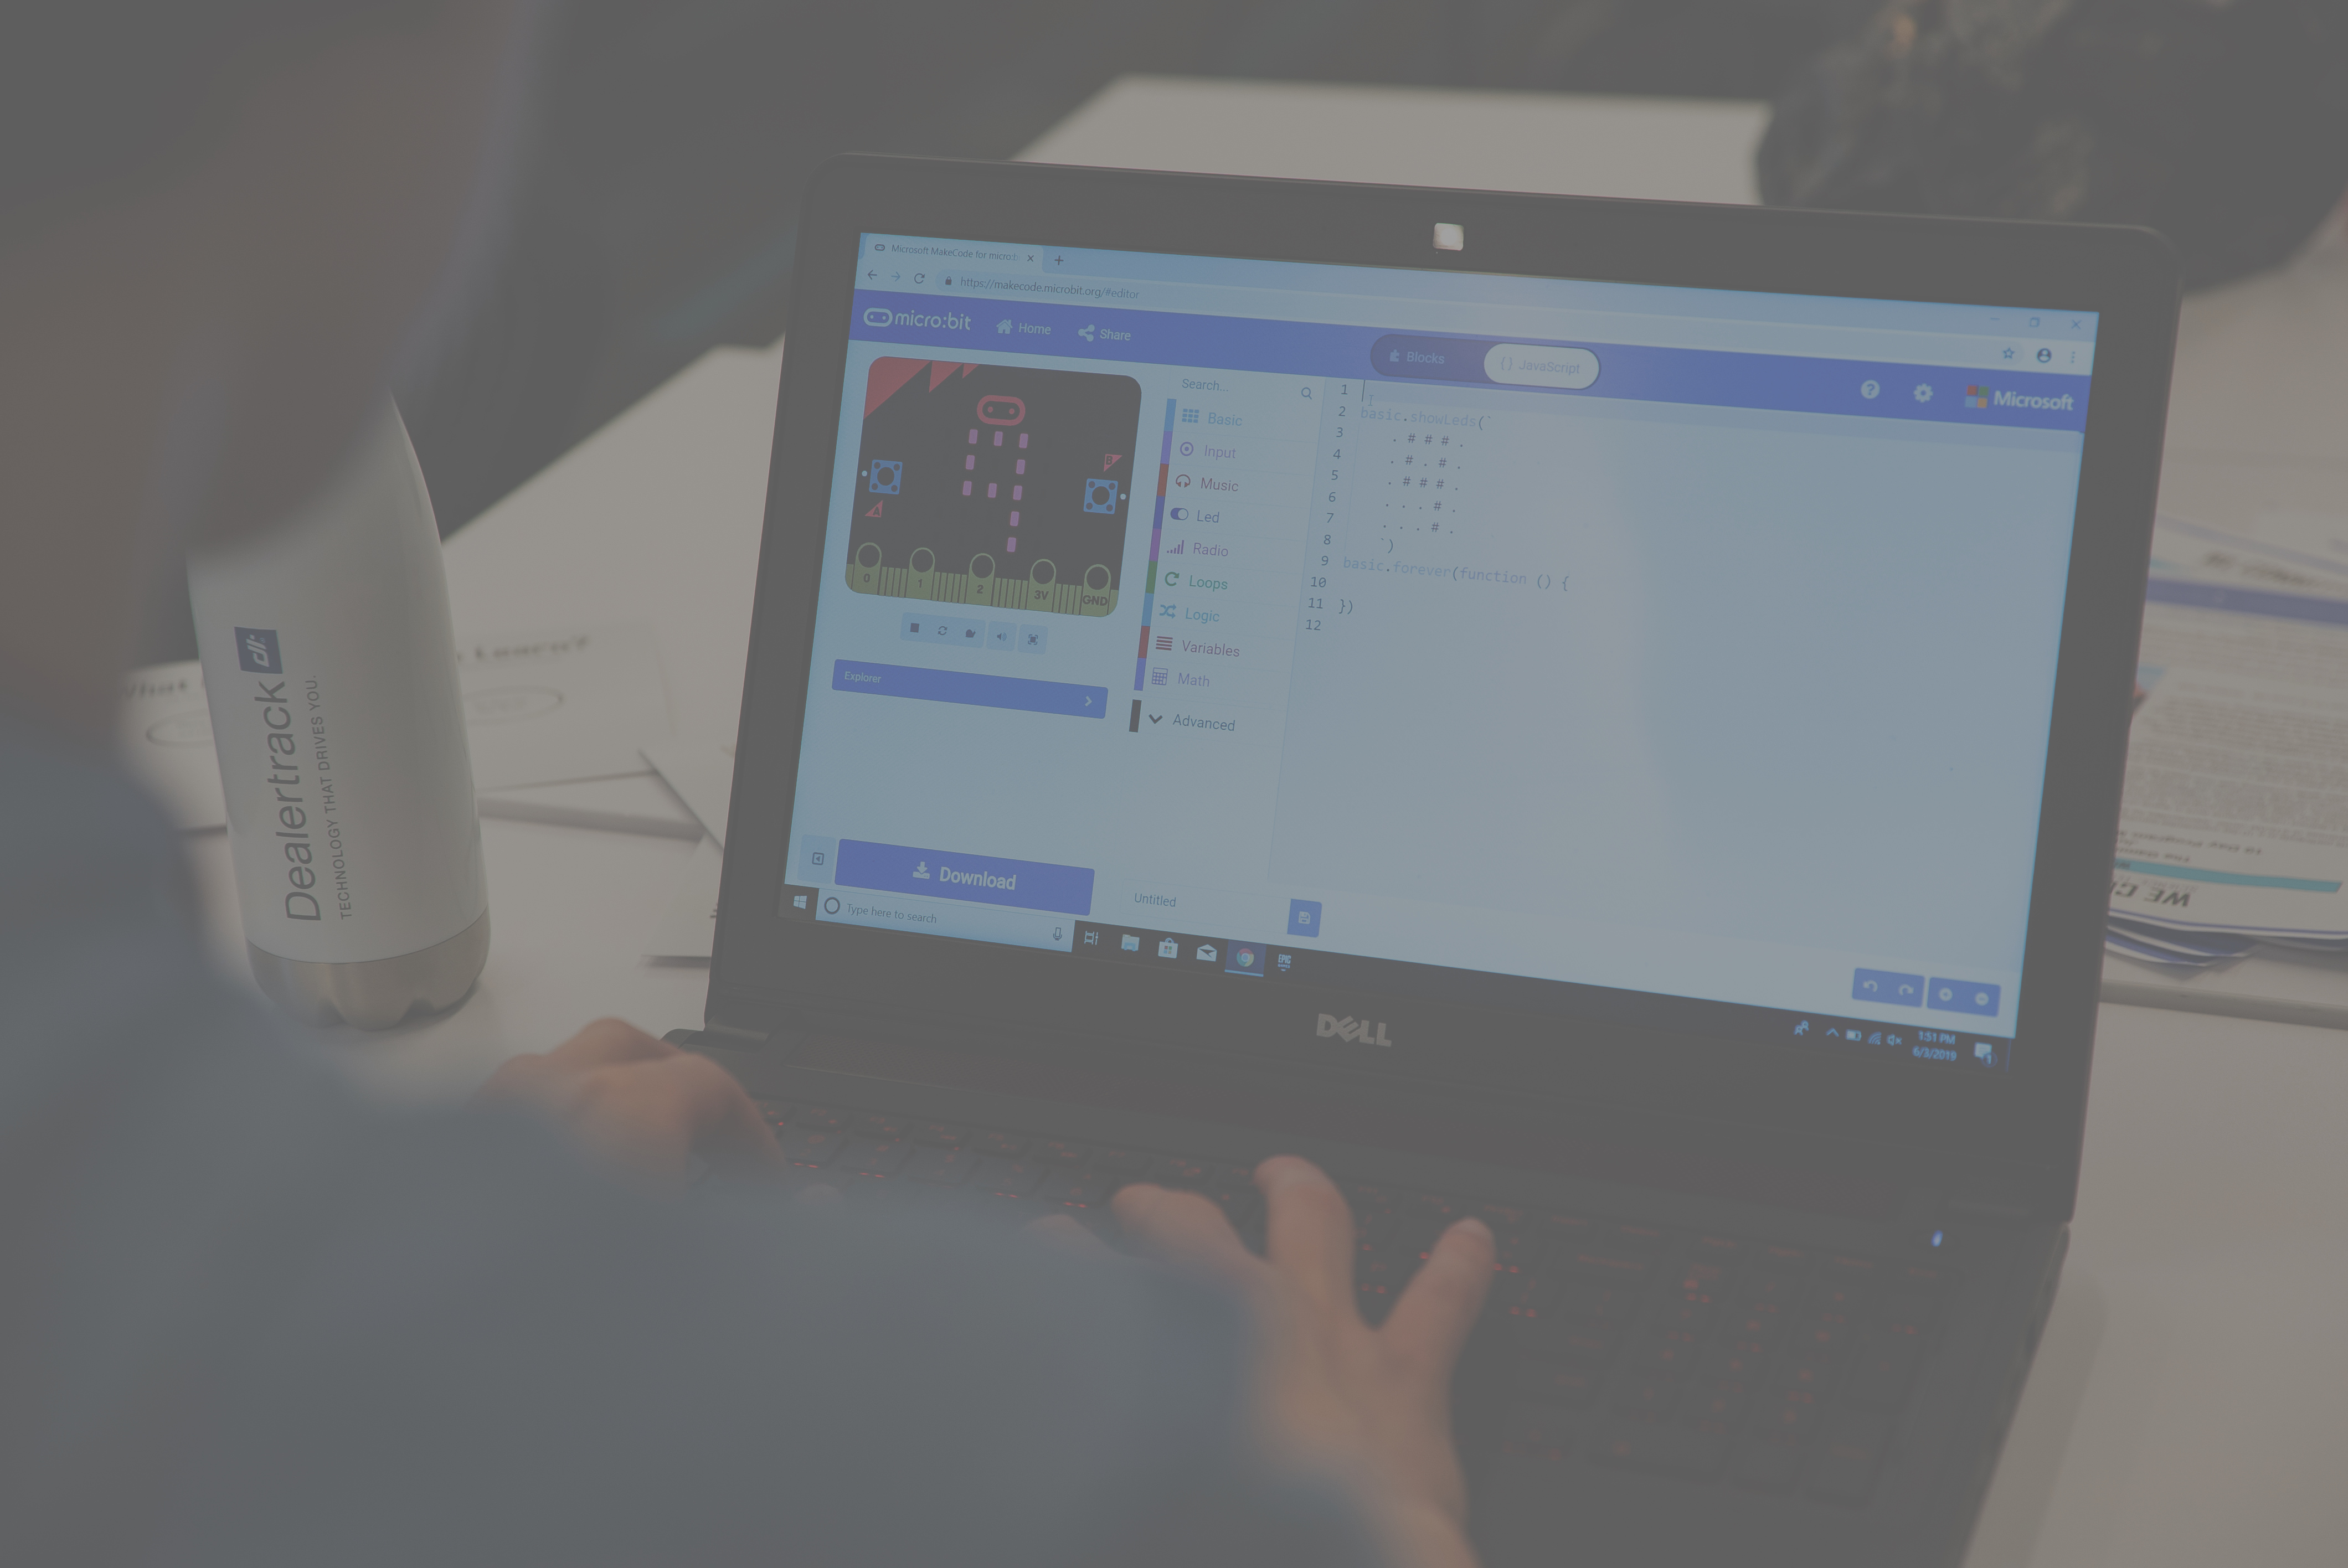 Microsoft MakeCode for micro:b
https://makecode.microbit.org/#editor
micro:bit
Home
Share
Blocks
{} JavaScript
Microsoft
Search...
Basic
Input
Music
Led
Radio
Loops
Logic
Variables
Math
Advanced
A
B
0
1
2
3V
GND
Explorer
Download
Untitled
1
2 basic.showLeds(`
3 . # # # .
4 . # . # .
5 . # # # .
6 . . . # .
7 . . . # .
8 `)
9 basic.forever(function () {
10
11 })
12
Type here to search
EPIC
1:51 PM
6/3/2019
1
DELL
dt:
Dealertrack
TECHNOLOGY THAT DRIVES YOU.
WE C